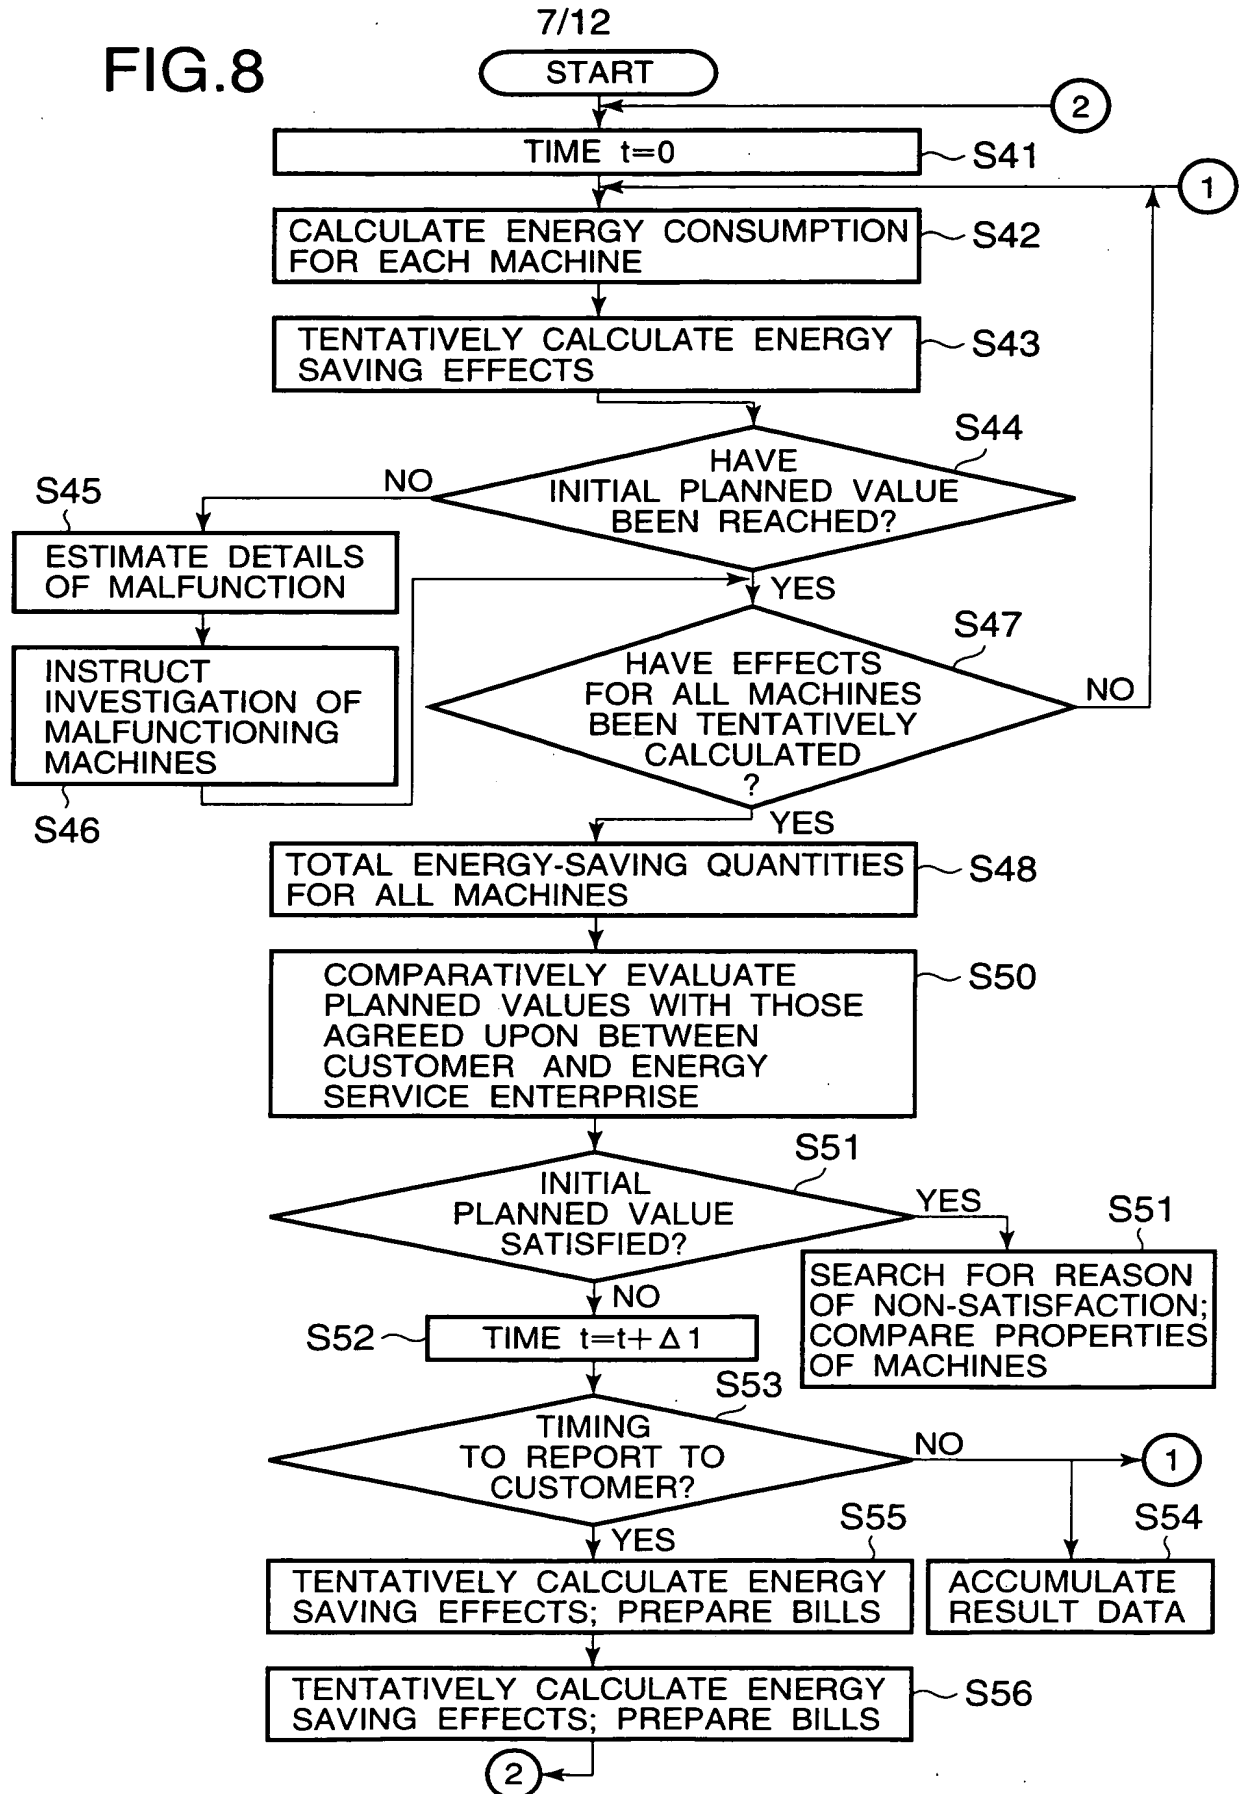 7/12
FIG.8
START
2
TIME t=0
S41
1
CALCULATE ENERGY CONSUMPTION
FOR EACH MACHINE
S42
TENTATIVELY CALCULATE ENERGY
SAVING EFFECTS
S43
S44
HAVE
INITIAL PLANNED VALUE
BEEN REACHED?
NO
S45
ESTIMATE DETAILS
OF MALFUNCTION
YES
S47
INSTRUCT
INVESTIGATION OF
MALFUNCTIONING
MACHINES
S46
HAVE EFFECTS
FOR ALL MACHINES
BEEN TENTATIVELY
CALCULATED
?
NO
YES
TOTAL ENERGY-SAVING QUANTITIES
FOR ALL MACHINES
S48
COMPARATIVELY EVALUATE
PLANNED VALUES WITH THOSE
AGREED UPON BETWEEN
CUSTOMER AND ENERGY
SERVICE ENTERPRISE
S50
S51
INITIAL
PLANNED VALUE
SATISFIED?
YES
S51
SEARCH FOR REASON
OF NON-SATISFACTION;
COMPARE PROPERTIES
OF MACHINES
NO
S52
TIME t=t+Δ1
S53
TIMING
TO REPORT TO
CUSTOMER?
NO
1
YES
S55
S54
TENTATIVELY CALCULATE ENERGY
SAVING EFFECTS; PREPARE BILLS
ACCUMULATE
RESULT DATA
TENTATIVELY CALCULATE ENERGY
SAVING EFFECTS; PREPARE BILLS
S56
2